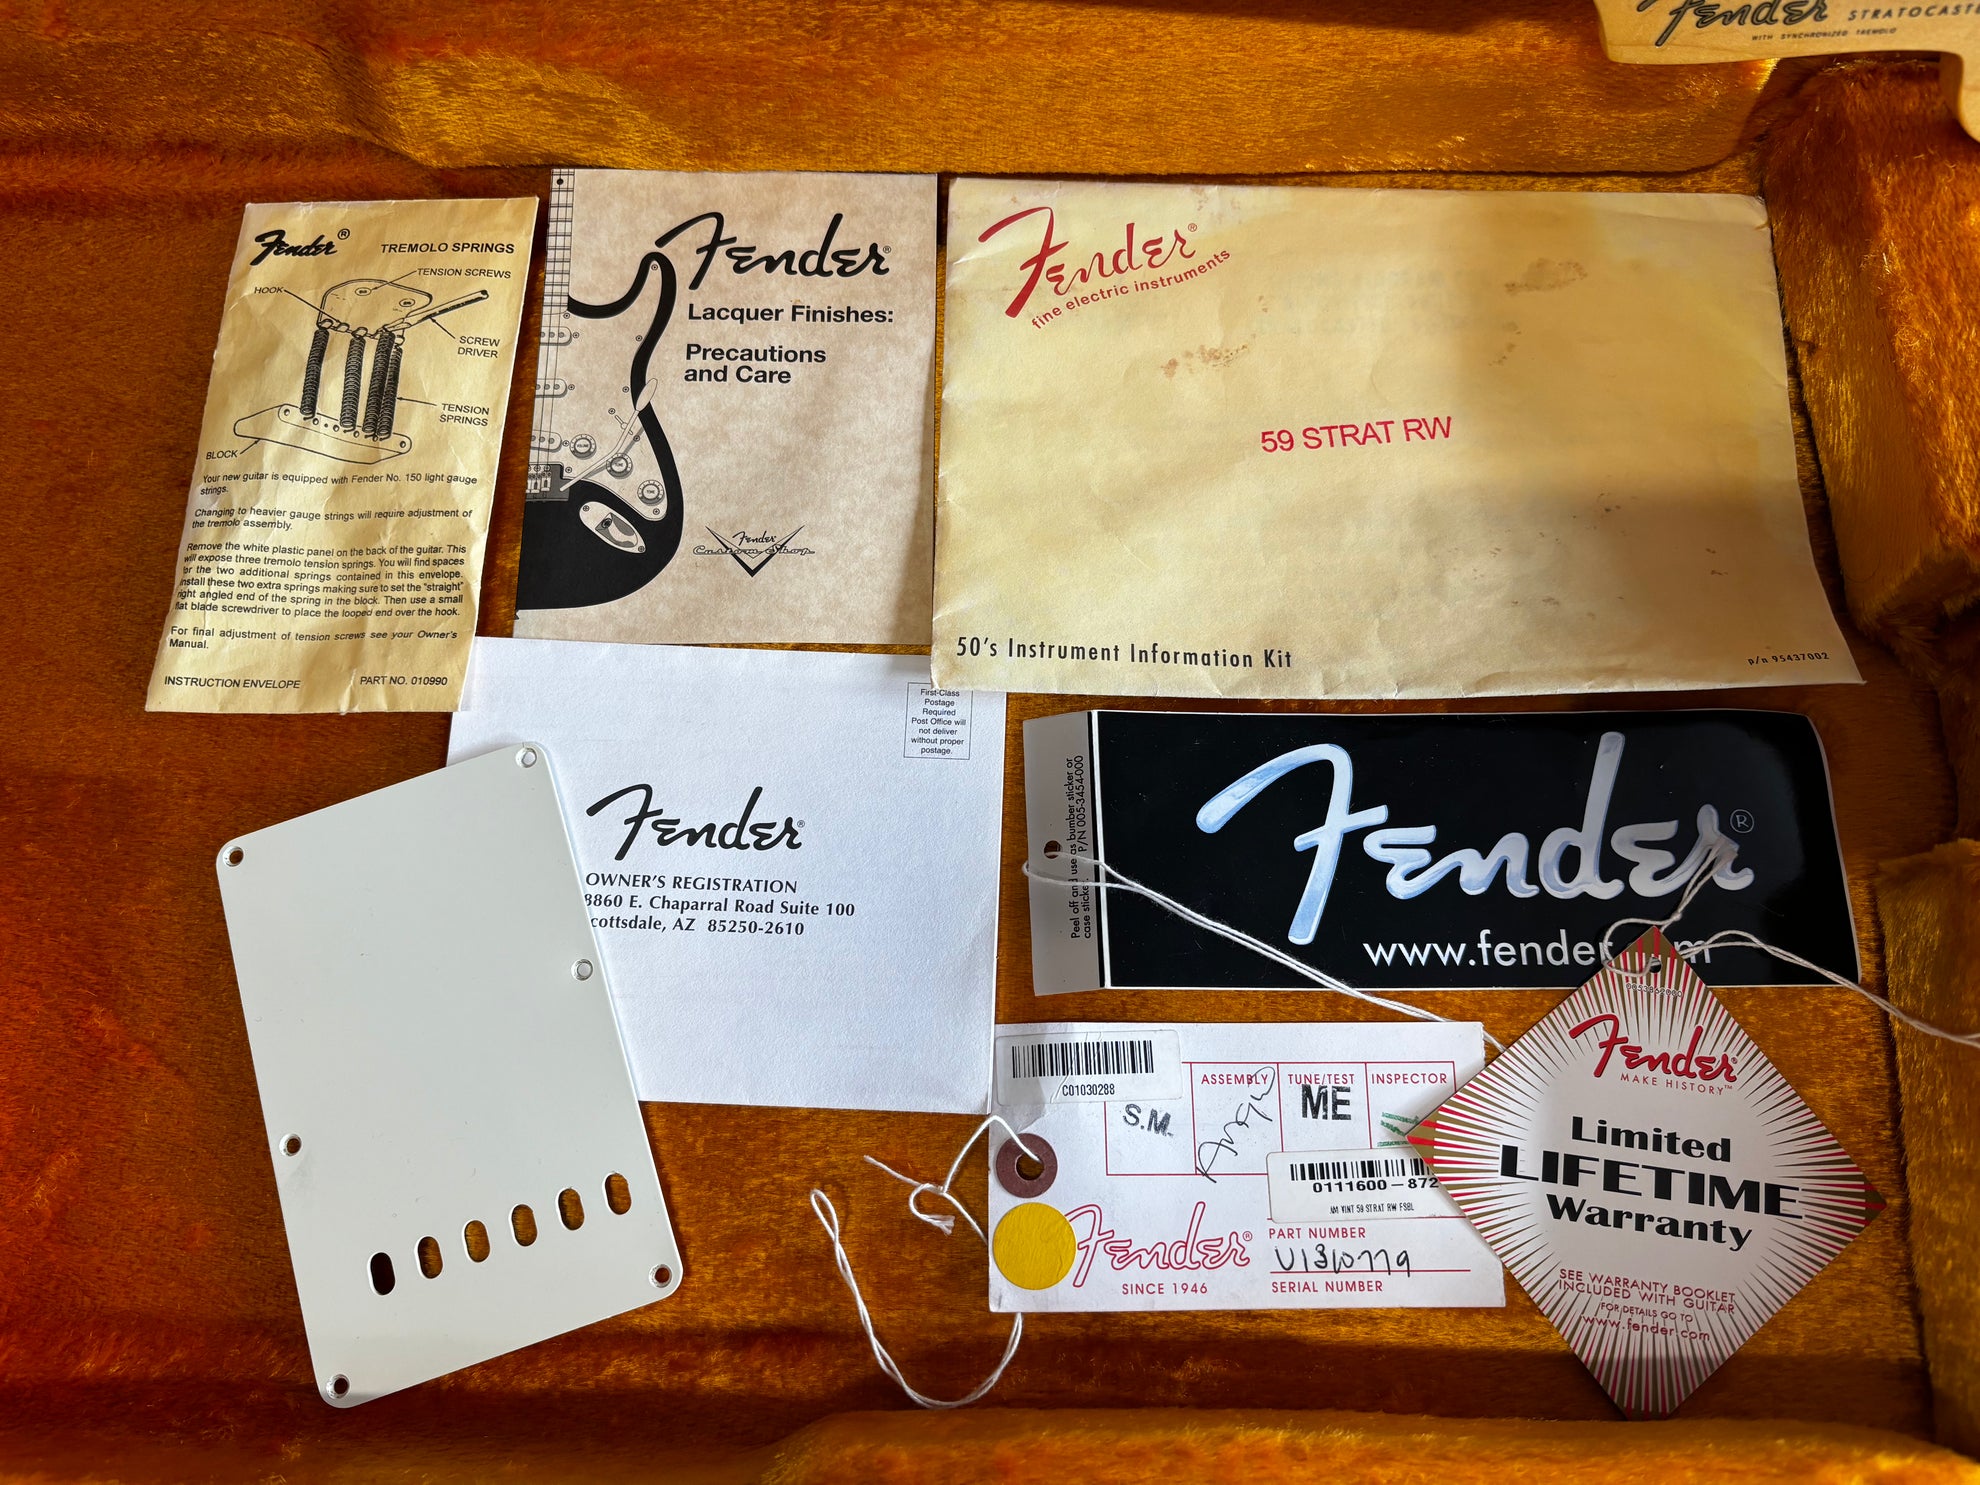 Fender STRATOCASTE
WITH SYNCHRONIZED TREMOLO
Fender®
TREMOLO SPRINGS
TENSION SCREWS
HOOK
SCREW
DRIVER
TENSION
SPRINGS
BLOCK
Your new guitar is equipped with Fender No. 150 light gauge
strings.
Changing to heavier gauge strings will require adjustment of
the tremolo assembly.
Remove the white plastic panel on the back of the guitar. This
will expose three tremolo tension springs. You will find spaces
for the two additional springs contained in this envelope.
Install these two extra springs making sure to set the "straight"
right angled end of the spring in the block. Then use a small
flat blade screwdriver to place the looped end over the hook.
For final adjustment of tension screws see your Owner's
Manual.
INSTRUCTION ENVELOPE PART NO. 010990
Fender®
Lacquer Finishes:
Precautions
and Care
VOLUME
TONE
TONE
Fender
Custom Shop
Fender®
fine electric instruments
59 STRAT RW
50's Instrument Information Kit
p/n 95437002
First-Class
Postage
Required
Post Office will
not deliver
without proper
postage.
Fender®
OWNER'S REGISTRATION
8860 E. Chaparral Road Suite 100
cottsdale, AZ 85250-2610
Peel off and use as bumber sticker or
case sticker. P/N 005-3454-000
Fender®
www.fender. m
C01030288
ASSEMBLY
TUNE/TEST
INSPECTOR
S.M.
ME
0111600-872
AM VINT 59 STRAT RW FSBL
PART NUMBER
Fender®
SINCE 1946
SERIAL NUMBER
0053862000
Fender®
MAKE HISTORY™
Limited
LIFETIME
Warranty
SEE WARRANTY BOOKLET
INCLUDED WITH GUITAR
FOR DETAILS GO TO
www.fender.com